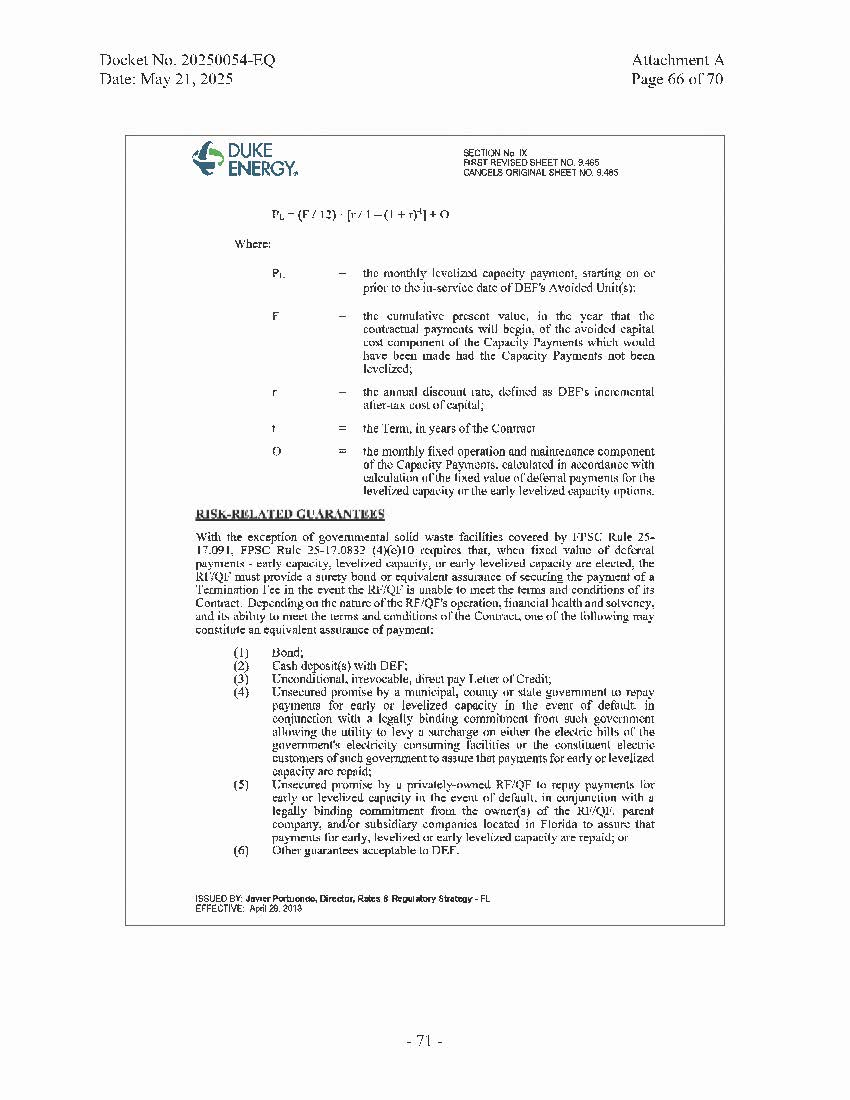 Docket No. 20250054-EQ
Date: May 21, 2025
Attachment A
Page 66 of 70
DUKE ENERGY.
SECTION No. IX
FIRST REVISED SHEET NO. 9.485
CANCELS ORIGINAL SHEET NO. 9.485
P_L = (F / 12) · [r / 1 – (1 + r)^-t] + O
Where:
P_L = the monthly levelized capacity payment, starting on or
prior to the in-service date of DEF's Avoided Unit(s);
F = the cumulative present value, in the year that the
contractual payments will begin, of the avoided capital
cost component of the Capacity Payments which would
have been made had the Capacity Payments not been
levelized;
r = the annual discount rate, defined as DEF's incremental
after-tax cost of capital;
t = the Term, in years of the Contract
O = the monthly fixed operation and maintenance component
of the Capacity Payments, calculated in accordance with
calculation of the fixed value of deferral payments for the
levelized capacity or the early levelized capacity options.
RISK-RELATED GUARANTEES
With the exception of governmental solid waste facilities covered by FPSC Rule 25-
17.091, FPSC Rule 25-17.0832 (4)(e)10 requires that, when fixed value of deferral
payments - early capacity, levelized capacity, or early levelized capacity are elected, the
RF/QF must provide a surety bond or equivalent assurance of securing the payment of a
Termination Fee in the event the RF/QF is unable to meet the terms and conditions of its
Contract. Depending on the nature of the RF/QF's operation, financial health and solvency,
and its ability to meet the terms and conditions of the Contract, one of the following may
constitute an equivalent assurance of payment:
(1) Bond;
(2) Cash deposit(s) with DEF;
(3) Unconditional, irrevocable, direct pay Letter of Credit;
(4) Unsecured promise by a municipal, county or state government to repay
payments for early or levelized capacity in the event of default, in
conjunction with a legally binding commitment from such government
allowing the utility to levy a surcharge on either the electric bills of the
government's electricity consuming facilities or the constituent electric
customers of such government to assure that payments for early or levelized
capacity are repaid;
(5) Unsecured promise by a privately-owned RF/QF to repay payments for
early or levelized capacity in the event of default, in conjunction with a
legally binding commitment from the owner(s) of the RF/QF, parent
company, and/or subsidiary companies located in Florida to assure that
payments for early, levelized or early levelized capacity are repaid; or
(6) Other guarantees acceptable to DEF.
ISSUED BY: Javier Portuondo, Director, Rates & Regulatory Strategy - FL
EFFECTIVE: April 29, 2013
- 71 -